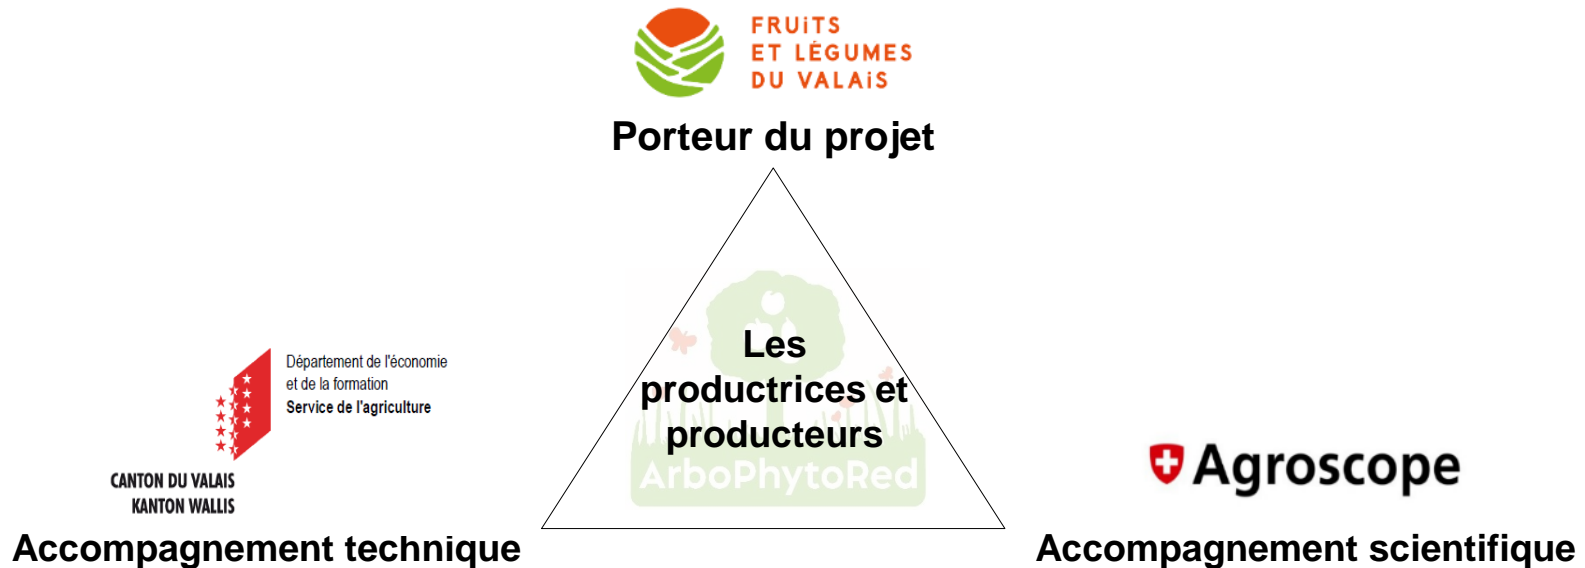 FRUiTS
ET LÉGUMES
DU VALAiS
Porteur du projet
Les
productrices et
producteurs
ArboPhytoRed
Département de l'économie
et de la formation
Service de l'agriculture
CANTON DU VALAIS
KANTON WALLIS
Accompagnement technique
Agroscope
Accompagnement scientifique